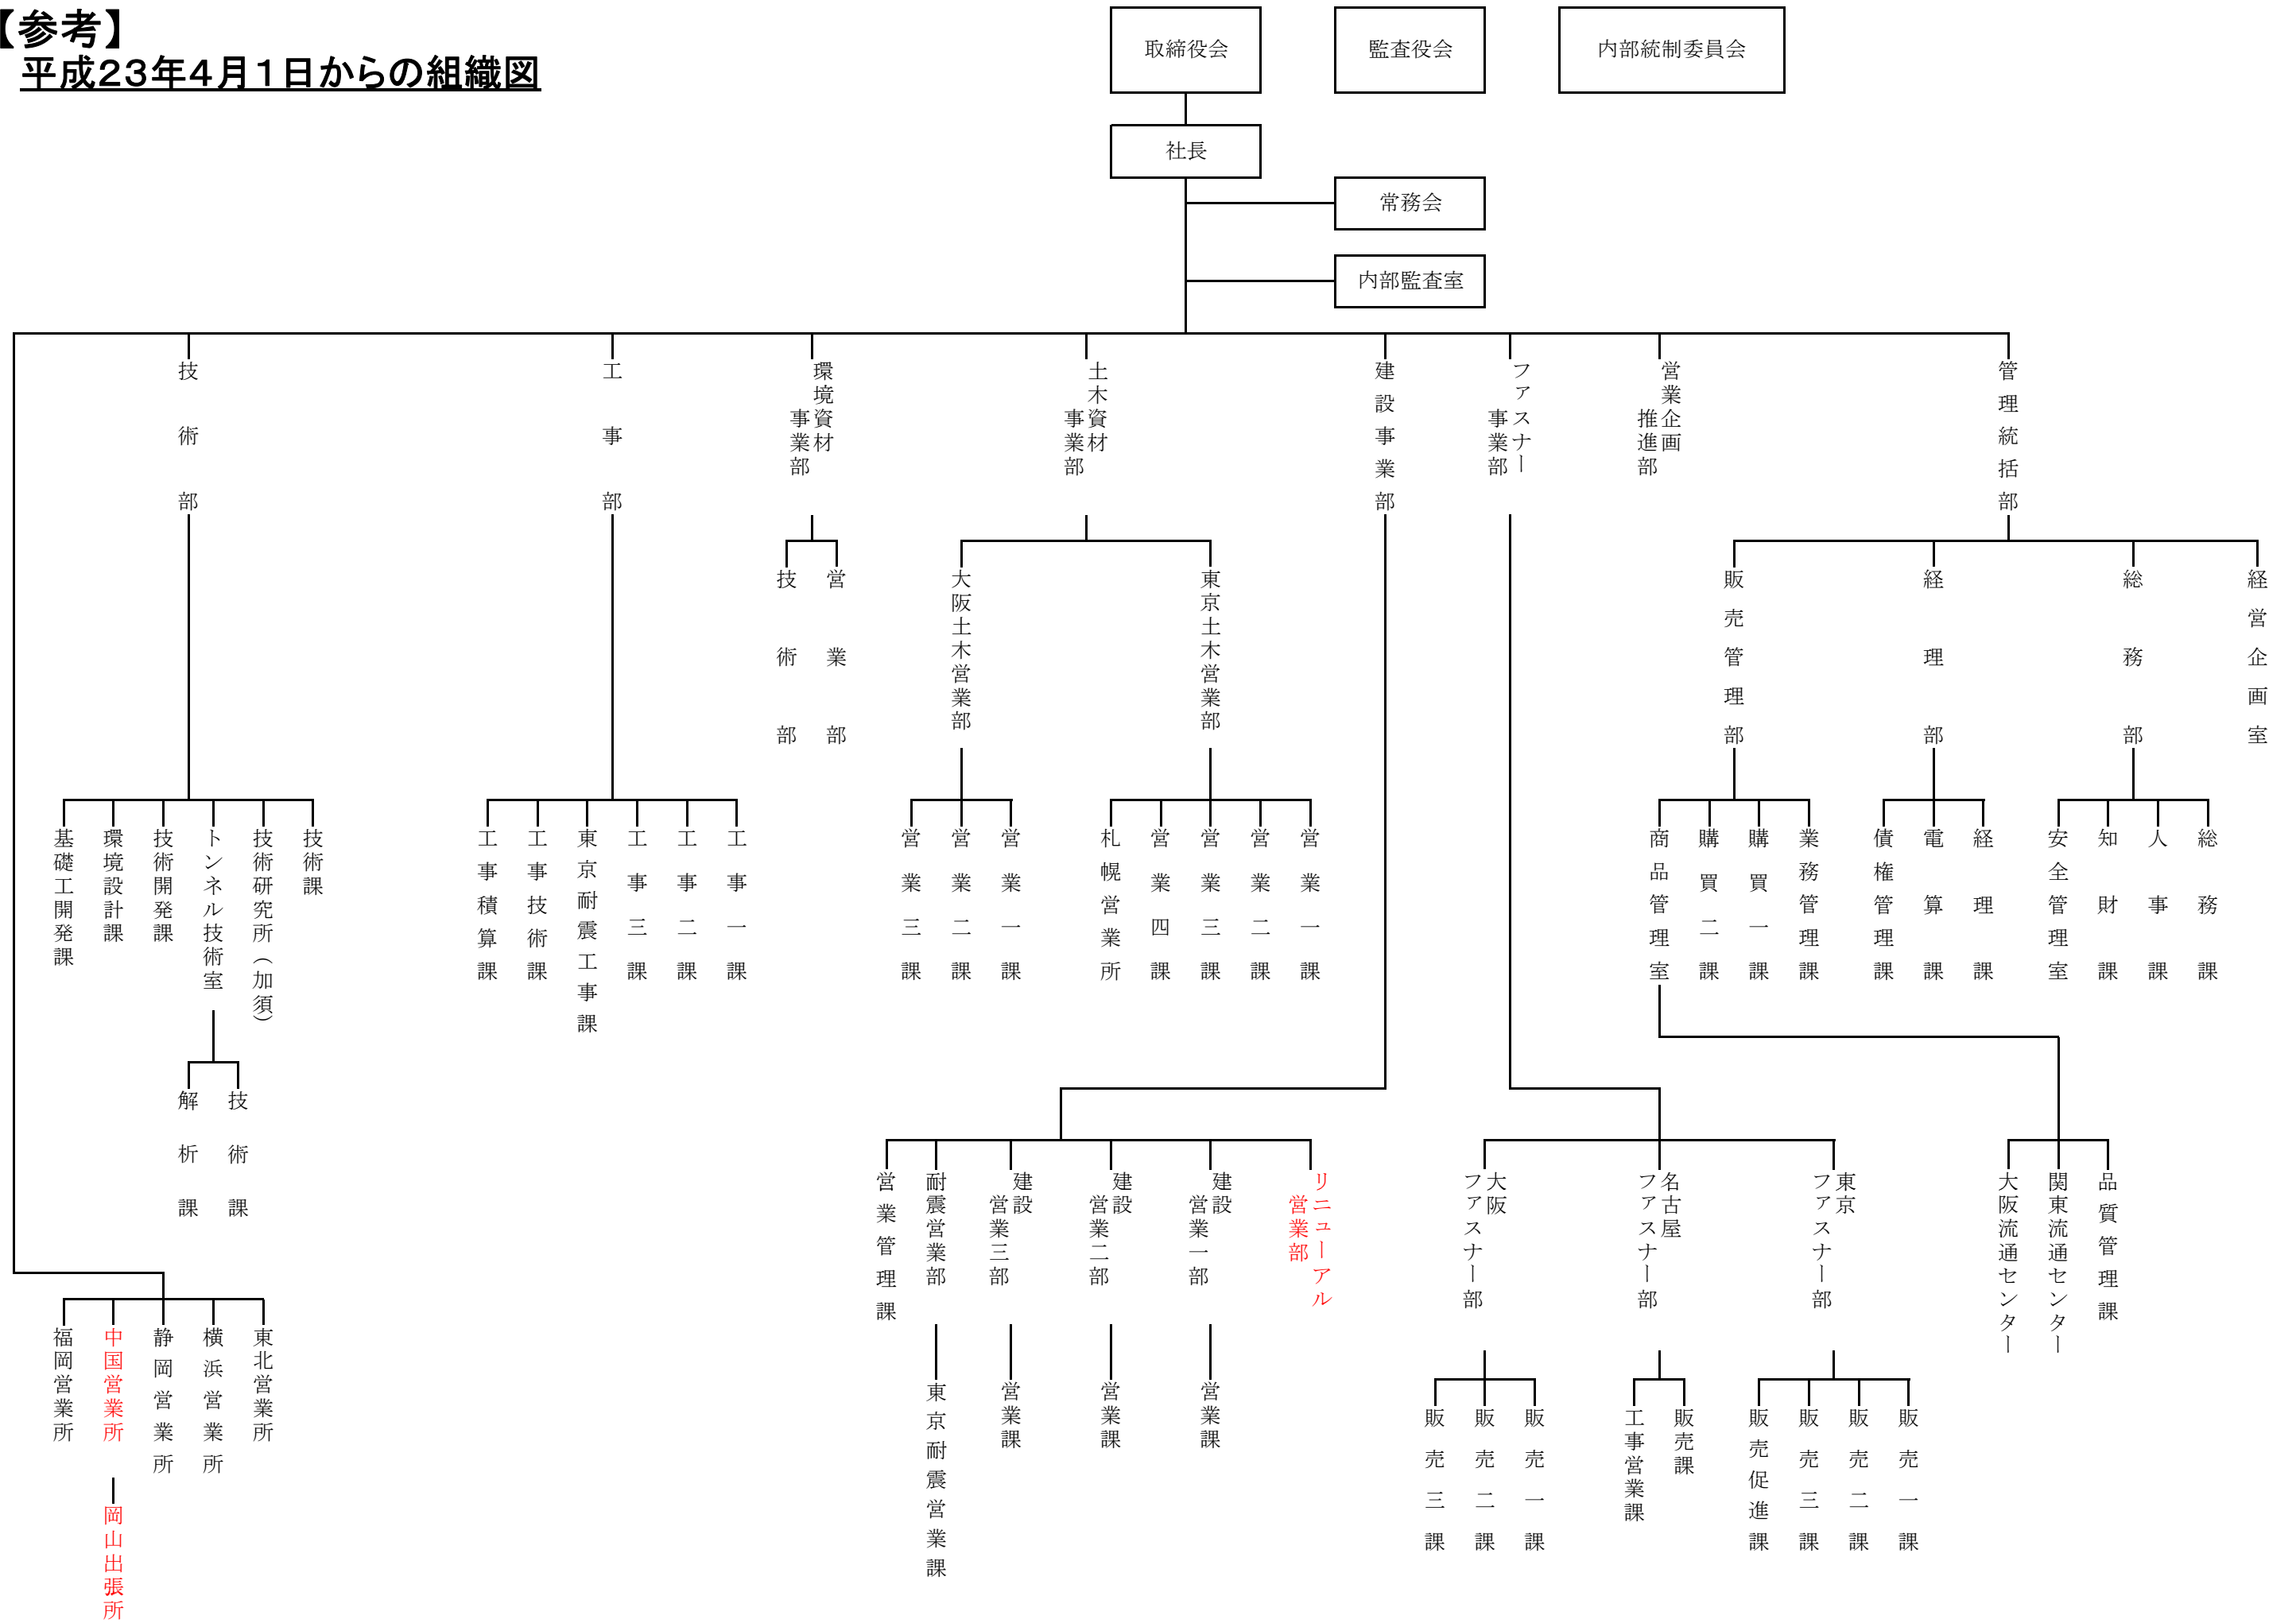 【参考】
平成23年4月1日からの組織図
取締役会
監査役会
内部統制委員会
社長
常務会
内部監査室
管理統括部
営業企画
推進部
ファスナー
事業部
建設事業部
土木資材
事業部
環境資材
事業部
工事部
技術部
経営企画室
総務部
経理部
販売管理部
東京土木営業部
大阪土木営業部
営業部
技術部
総務課
人事課
知財課
安全管理室
経理課
電算課
債権管理課
業務管理課
購買一課
購買二課
商品管理室
営業一課
営業二課
営業三課
営業四課
札幌営業所
営業一課
営業二課
営業三課
工事一課
工事二課
工事三課
東京耐震工事課
工事技術課
工事積算課
技術課
技術研究所（加須）
トンネル技術室
技術開発課
環境設計課
基礎工開発課
技術課
解析課
品質管理課
関東流通センター
大阪流通センター
東京
ファスナー部
名古屋
ファスナー部
大阪
ファスナー部
リニューアル
営業部
建設
営業一部
建設
営業二部
建設
営業三部
耐震営業部
営業管理課
販売一課
販売二課
販売三課
販売促進課
販売課
工事営業課
販売一課
販売二課
販売三課
営業課
営業課
営業課
東京耐震営業課
東北営業所
横浜営業所
静岡営業所
中国営業所
福岡営業所
岡山出張所